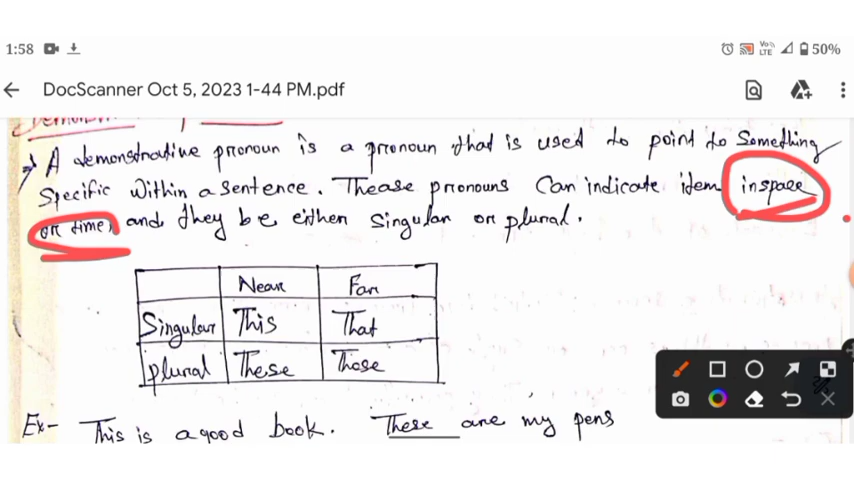 1:58
Vo LTE
50%
DocScanner Oct 5, 2023 1-44 PM.pdf
→ A demonstrative pronoun is a pronoun that is used to point to Something
Specific within a sentence. Thease pronouns Can indicate item in space
or time, and they be either Singular or plural.
Near Far
Singular This That
plural These Those
Ex- This is a good book. These are my pens